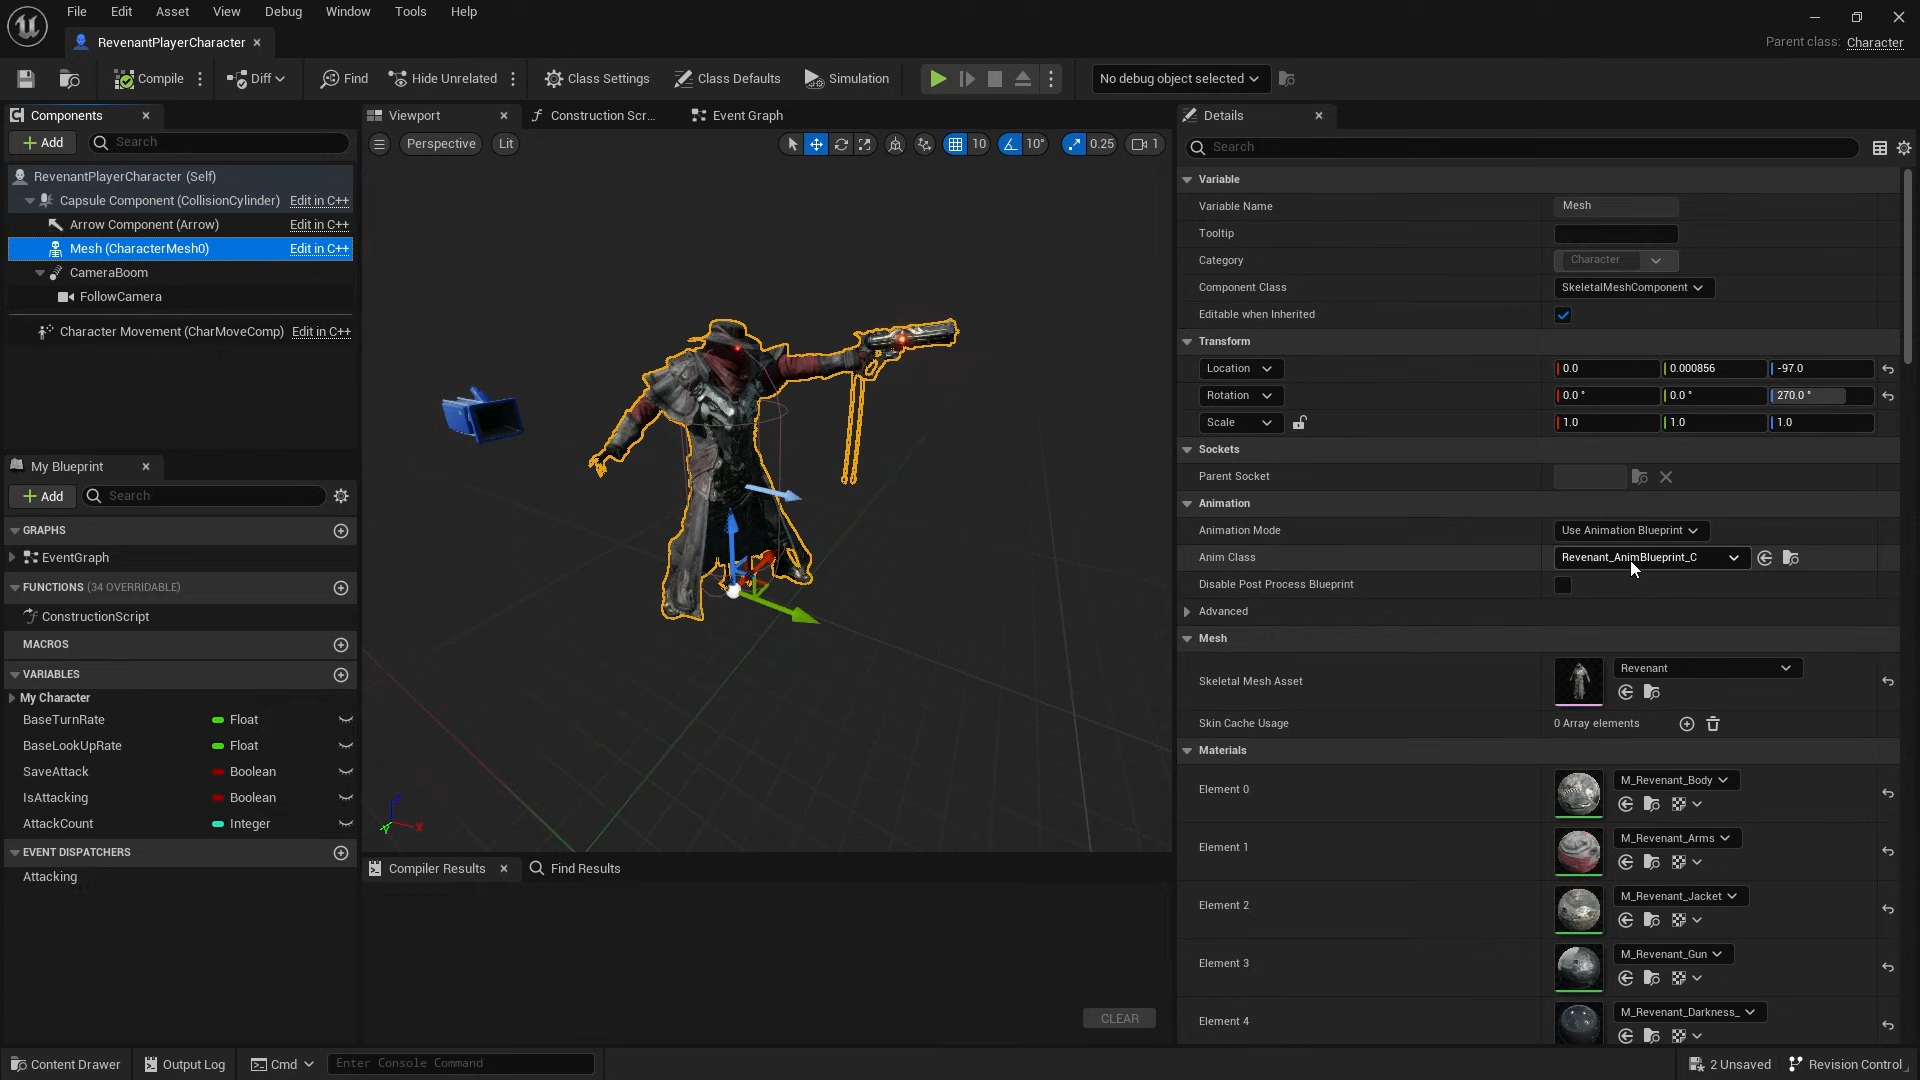 File Edit Asset View Debug Window Tools Help
RevenantPlayerCharacter
Parent class: Character
Compile Diff Find Hide Unrelated Class Settings Class Defaults Simulation No debug object selected
Components
Add Search
RevenantPlayerCharacter (Self)
Capsule Component (CollisionCylinder) Edit in C++
Arrow Component (Arrow) Edit in C++
Mesh (CharacterMesh0) Edit in C++
CameraBoom
FollowCamera
Character Movement (CharMoveComp) Edit in C++
My Blueprint
Add Search
GRAPHS
EventGraph
FUNCTIONS (34 OVERRIDABLE)
ConstructionScript
MACROS
VARIABLES
My Character
BaseTurnRate Float
BaseLookUpRate Float
SaveAttack Boolean
IsAttacking Boolean
AttackCount Integer
EVENT DISPATCHERS
Attacking
Viewport Construction Scr... Event Graph
Perspective Lit 10 10° 0.25 1
Z
X
Y
Compiler Results Find Results
CLEAR
Details
Search
Variable
Variable Name Mesh
Tooltip
Category Character
Component Class SkeletalMeshComponent
Editable when Inherited
Transform
Location 0.0 0.000856 -97.0
Rotation 0.0 ° 0.0 ° 270.0 °
Scale 1.0 1.0 1.0
Sockets
Parent Socket
Animation
Animation Mode Use Animation Blueprint
Anim Class Revenant_AnimBlueprint_C
Disable Post Process Blueprint
Advanced
Mesh
Skeletal Mesh Asset Revenant
Skin Cache Usage 0 Array elements
Materials
Element 0 M_Revenant_Body
Element 1 M_Revenant_Arms
Element 2 M_Revenant_Jacket
Element 3 M_Revenant_Gun
Element 4 M_Revenant_Darkness_
Content Drawer Output Log Cmd Enter Console Command 2 Unsaved Revision Control